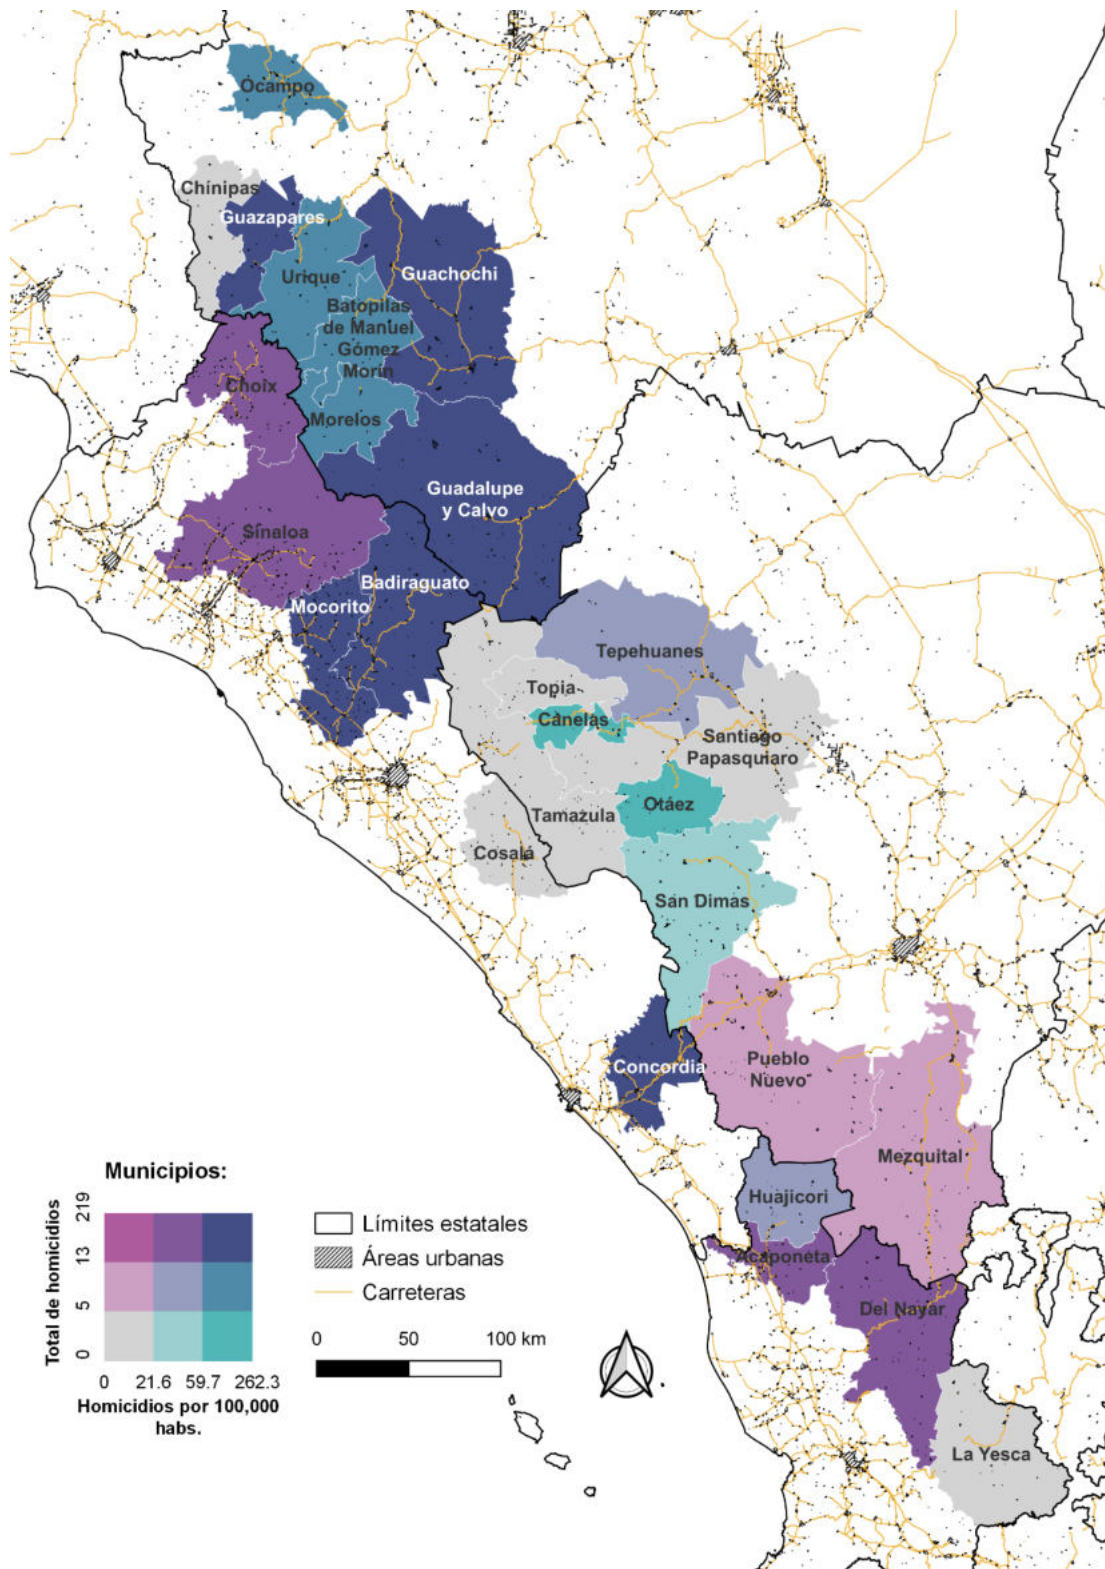 Ocampo
Chínipas
Guazapares
Urique
Guachochi
Batopilas
de Manuel
Gómez
Morín
Choix
Morelos
Guadalupe
y Calvo
Sinaloa
Badiraguato
Mocorito
Tepehuanes
Topia
Canelas
Santiago
Papasquiaro
Otáez
Tamazula
Cosalá
San Dimas
Pueblo
Nuevo
Concordia
Mezquital
Huajicori
Acaponeta
Del Nayar
La Yesca
Municipios:
Total de homicidios
219
13
5
0
0 21.6 59.7 262.3
Homicidios por 100,000
habs.
Límites estatales
Áreas urbanas
Carreteras
0 50 100 km